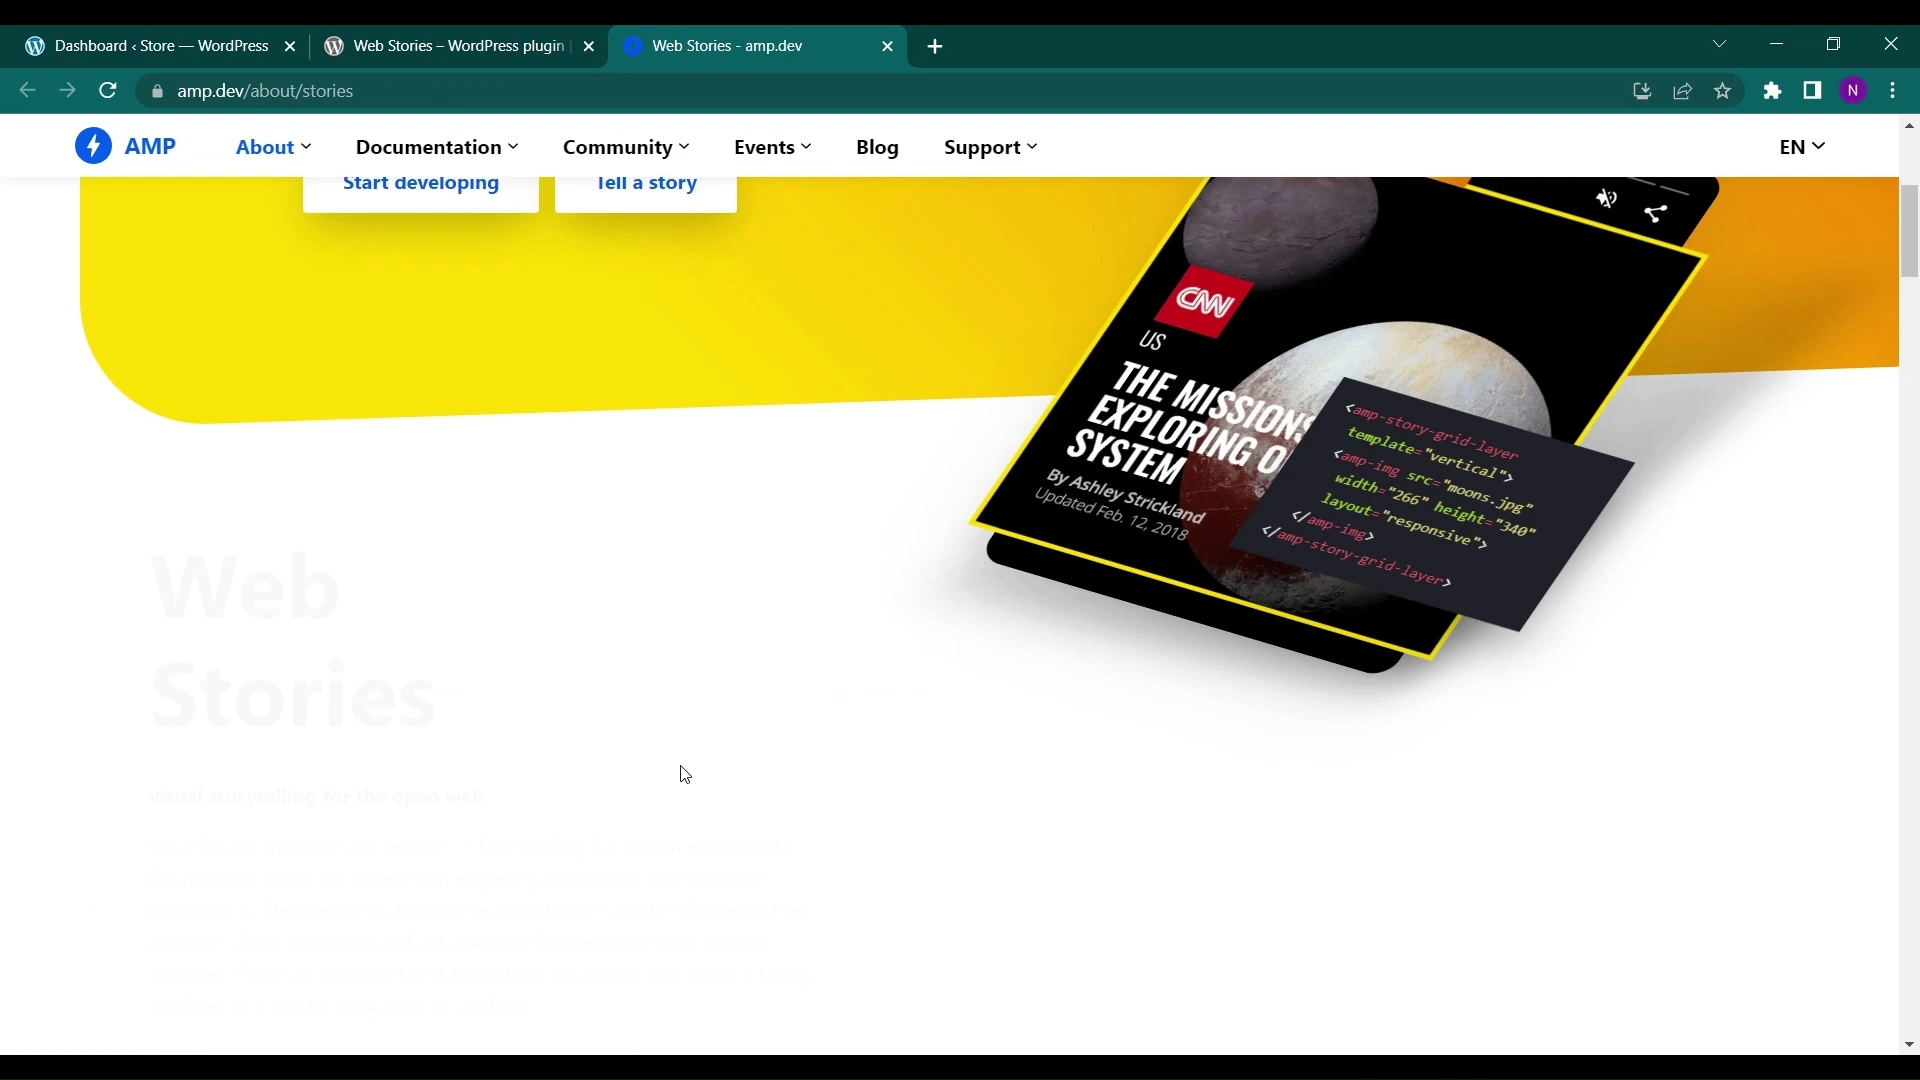 Dashboard ‹ Store — WordPress
Web Stories – WordPress plugin
Web Stories - amp.dev
amp.dev/about/stories
N
AMP
About
Documentation
Community
Events
Blog
Support
EN
Start developing
Tell a story
CNN
US
THE MISSIONS
EXPLORING O
SYSTEM
By Ashley Strickland
Updated Feb. 12, 2018
<amp-story-grid-layer
template="vertical">
<amp-img src="moons.jpg"
width="266" height="340"
layout="responsive">
</amp-img>
</amp-story-grid-layer>
Web
Stories
visual storytelling for the open web